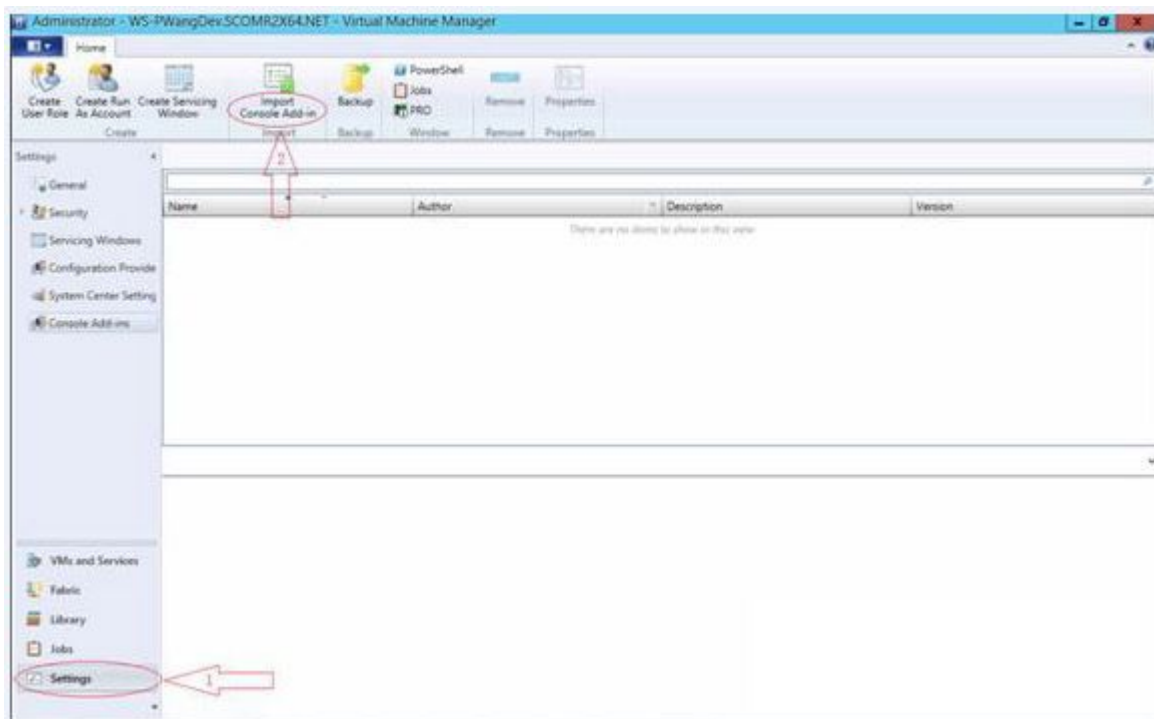 Administrator - WS-PWangDev.SCOMR2X64.NET - Virtual Machine Manager
Home
Create User Role
Create Run As Account
Create Servicing Window
Import Console Add-in
Backup
PowerShell
Jobs
PRO
Remove
Properties
Create
Import
Backup
Window
Remove
Properties
Settings
2
General
Security
Servicing Windows
Configuration Provide
System Center Setting
Console Add-ins
Name
Author
Description
Version
There are no items to show in this view
VMs and Services
Fabric
Library
Jobs
Settings
1